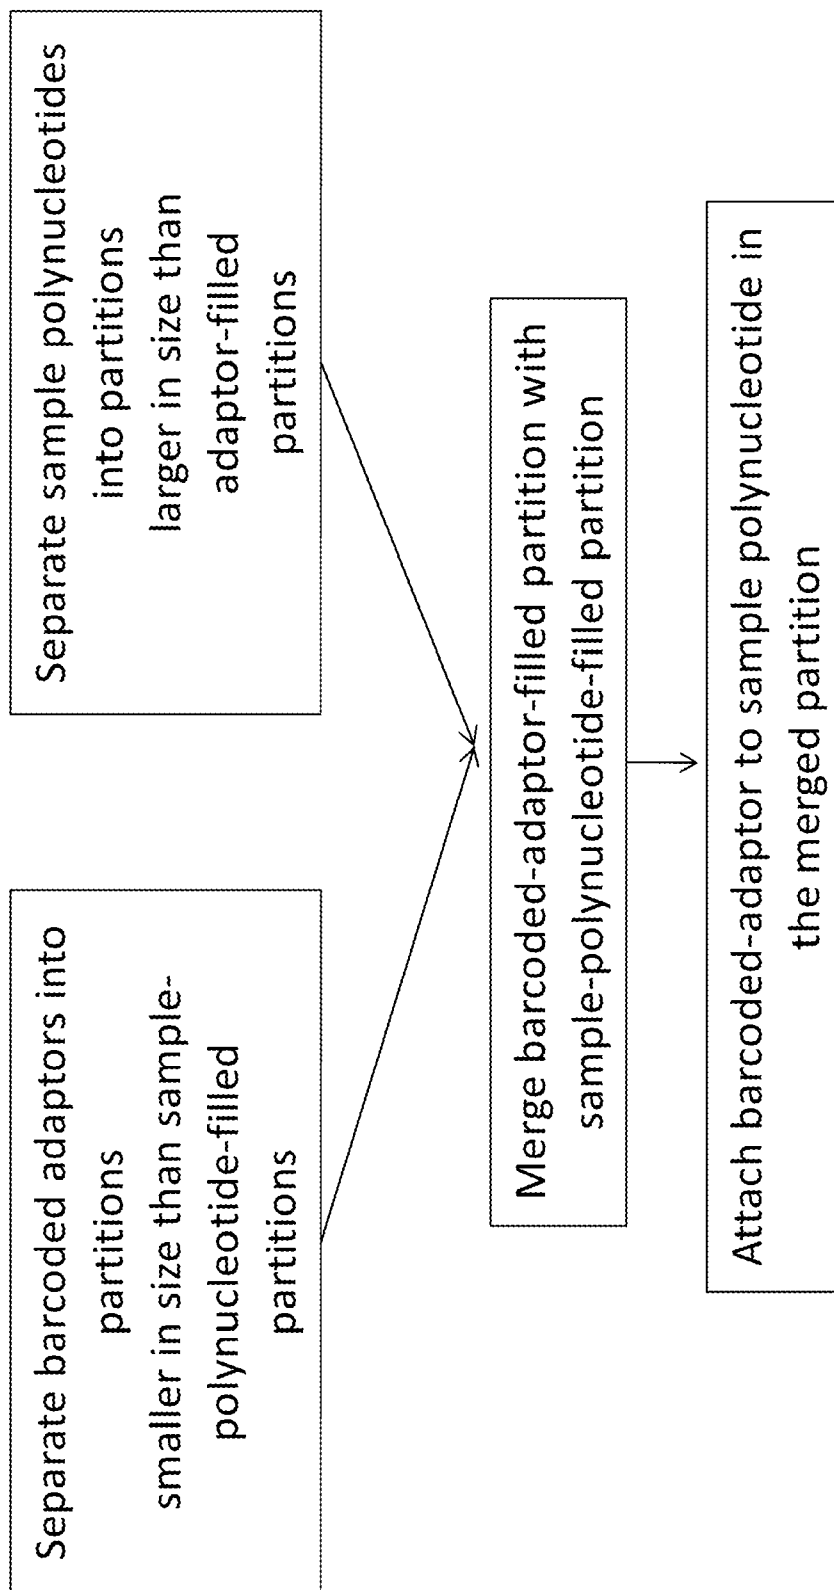 Separate barcoded adaptors into
partitions
smaller in size than sample-
polynucleotide-filled
partitions
Separate sample polynucleotides
into partitions
larger in size than
adaptor-filled
partitions
Merge barcoded-adaptor-filled partition with
sample-polynucleotide-filled partition
Attach barcoded-adaptor to sample polynucleotide in
the merged partition